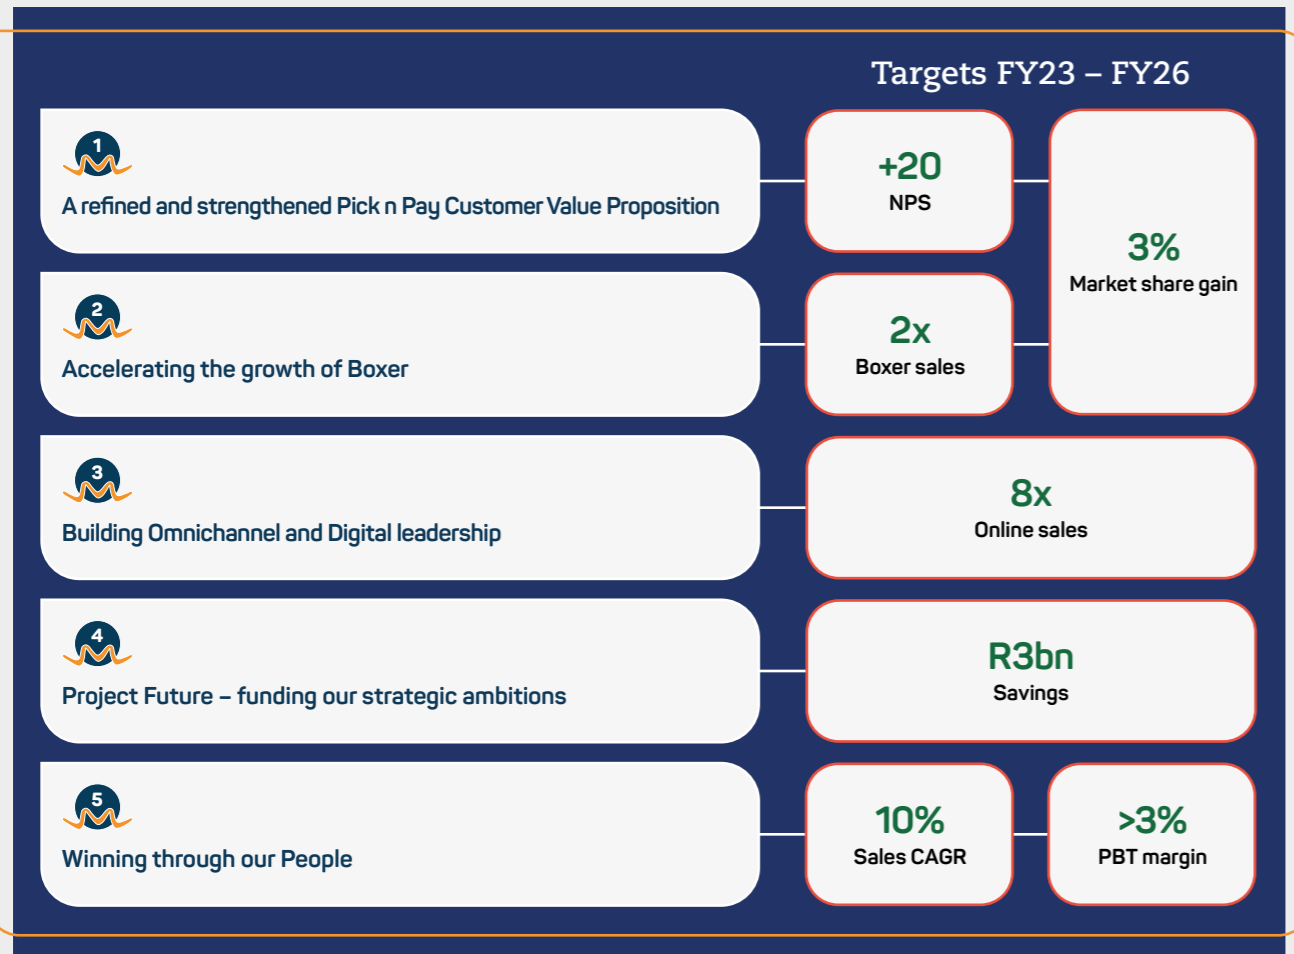 Targets FY23 – FY26
1
A refined and strengthened Pick n Pay Customer Value Proposition
+20
NPS
3%
Market share gain
2
Accelerating the growth of Boxer
2x
Boxer sales
3
Building Omnichannel and Digital leadership
8x
Online sales
4
Project Future – funding our strategic ambitions
R3bn
Savings
5
Winning through our People
10%
Sales CAGR
>3%
PBT margin